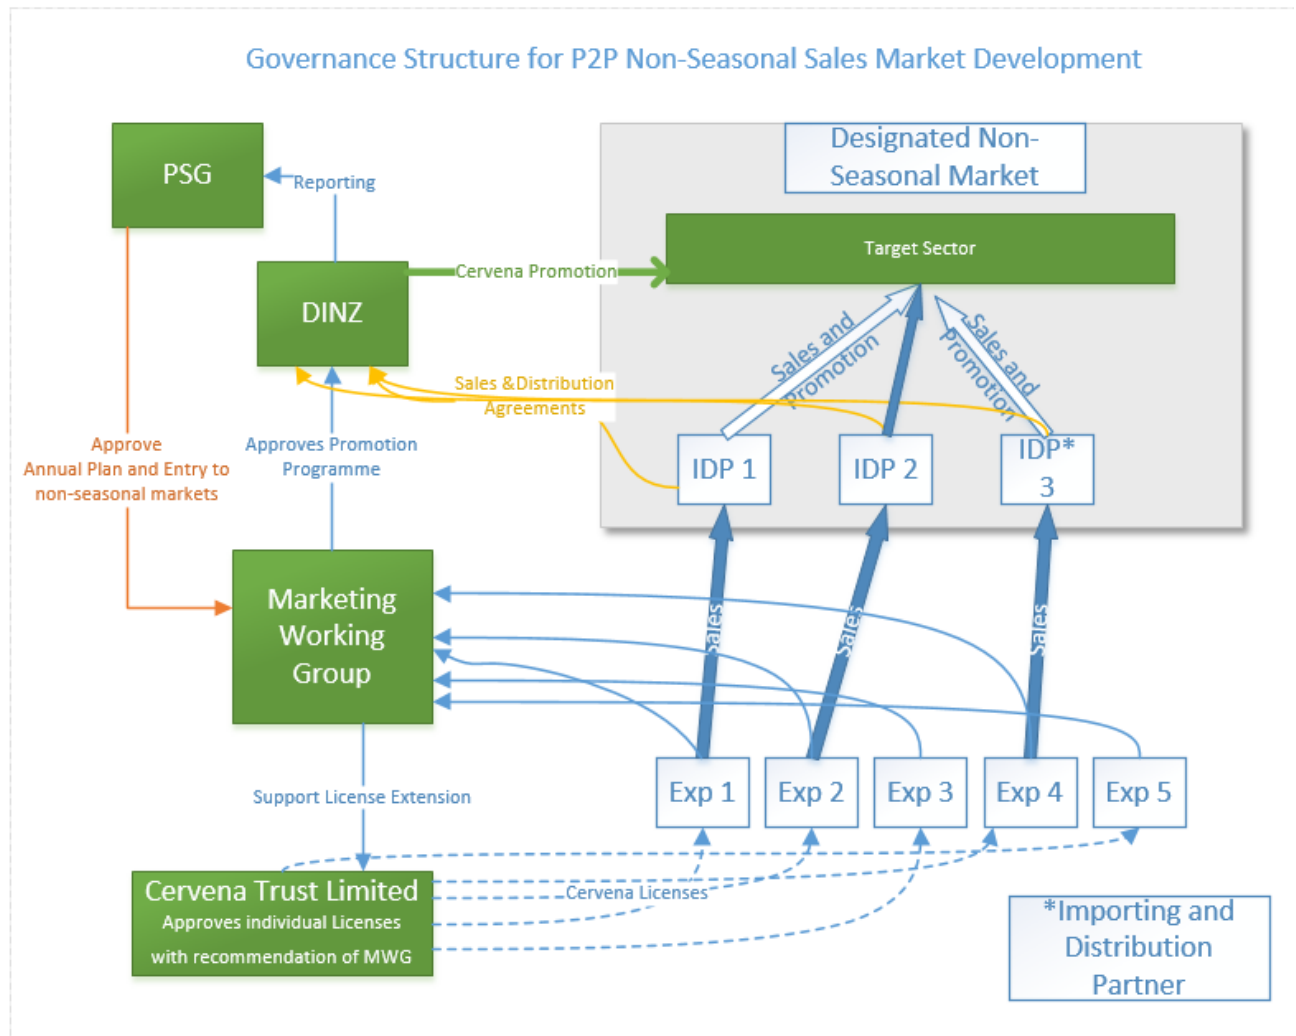 Governance Structure for P2P Non-Seasonal Sales Market Development
PSG
Reporting
Designated Non-
Seasonal Market
Target Sector
Cervena Promotion
DINZ
Sales and
Promotion
Sales and
Promotion
Sales &Distribution
Agreements
Approve
Annual Plan and Entry to
non-seasonal markets
Approves Promotion
Programme
IDP 1
IDP 2
IDP*
3
Marketing
Working
Group
Sales
Sales
Sales
Support License Extension
Exp 1
Exp 2
Exp 3
Exp 4
Exp 5
Cervena Trust Limited
Approves individual Licenses
with recommendation of MWG
Cervena Licenses
*Importing and
Distribution
Partner